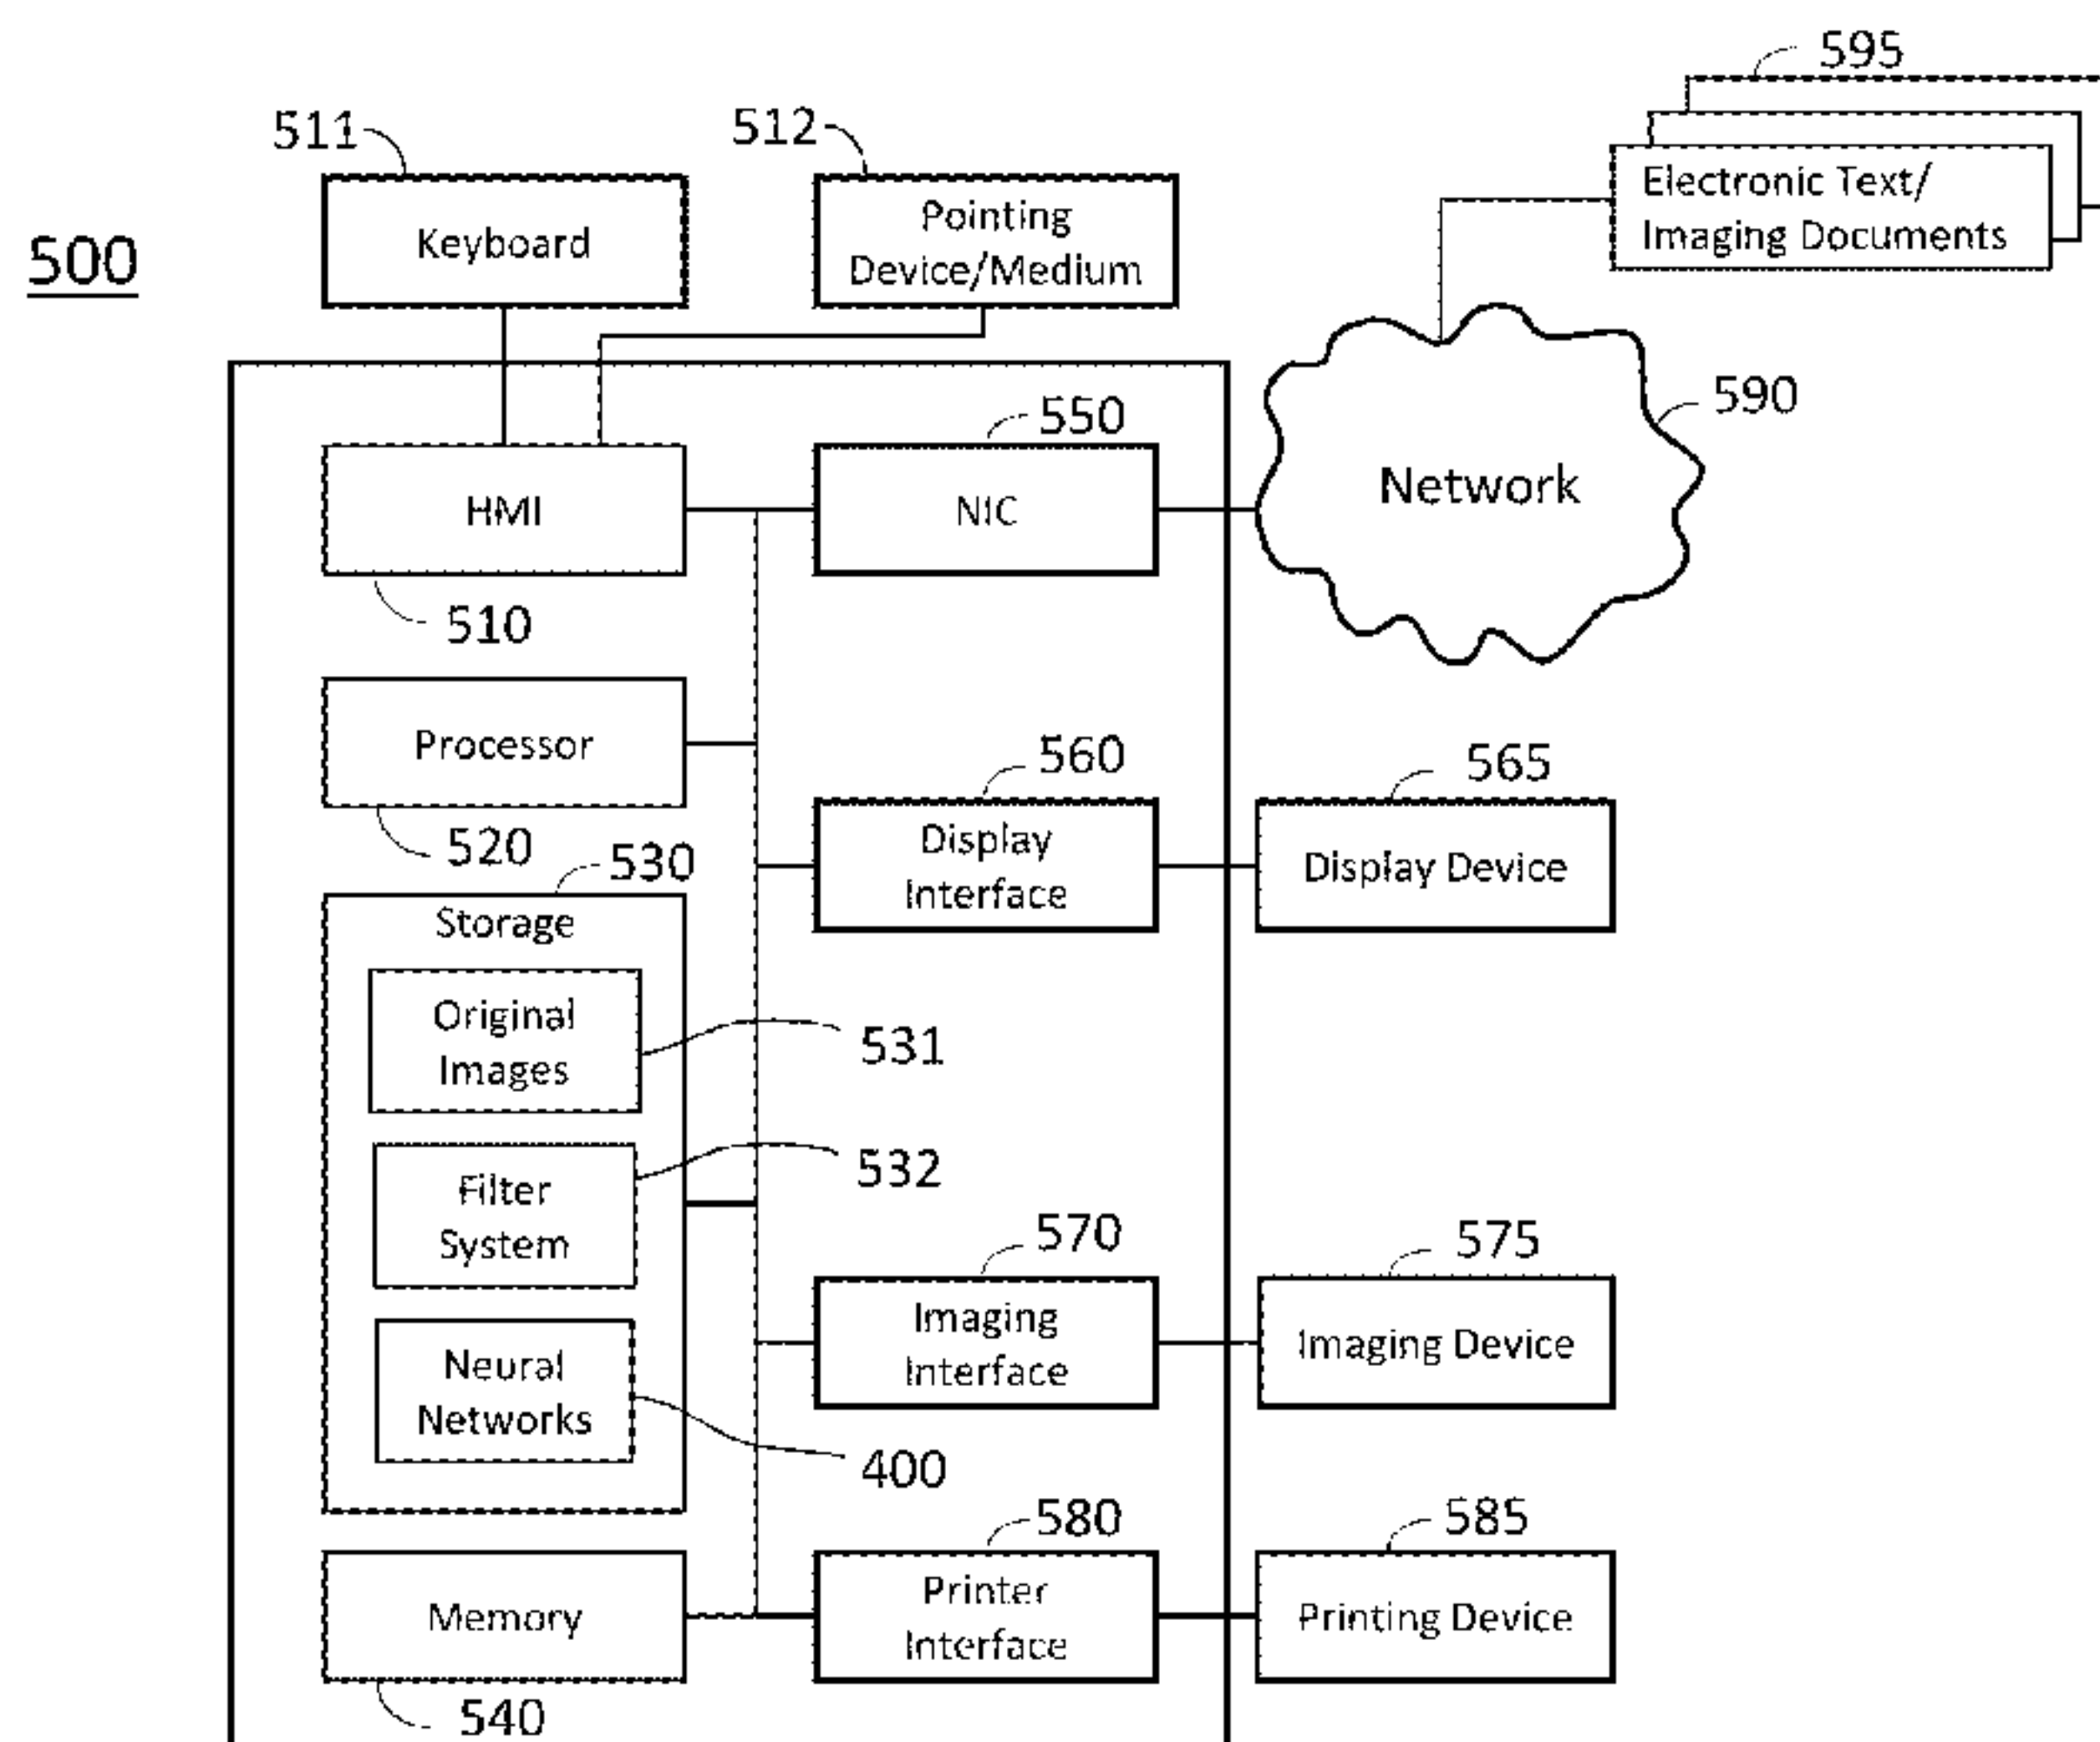 595
511
512
Keyboard
Pointing
Device/Medium
Electronic Text/
Imaging Documents
500
550
590
HMI
NIC
Network
510
Processor
560
565
520
530
Display
Interface
Display Device
Storage
Original
Images
531
532
Filter
System
570
575
Imaging
Interface
Imaging Device
Neural
Networks
400
580
585
Memory
Printer
Interface
Printing Device
540